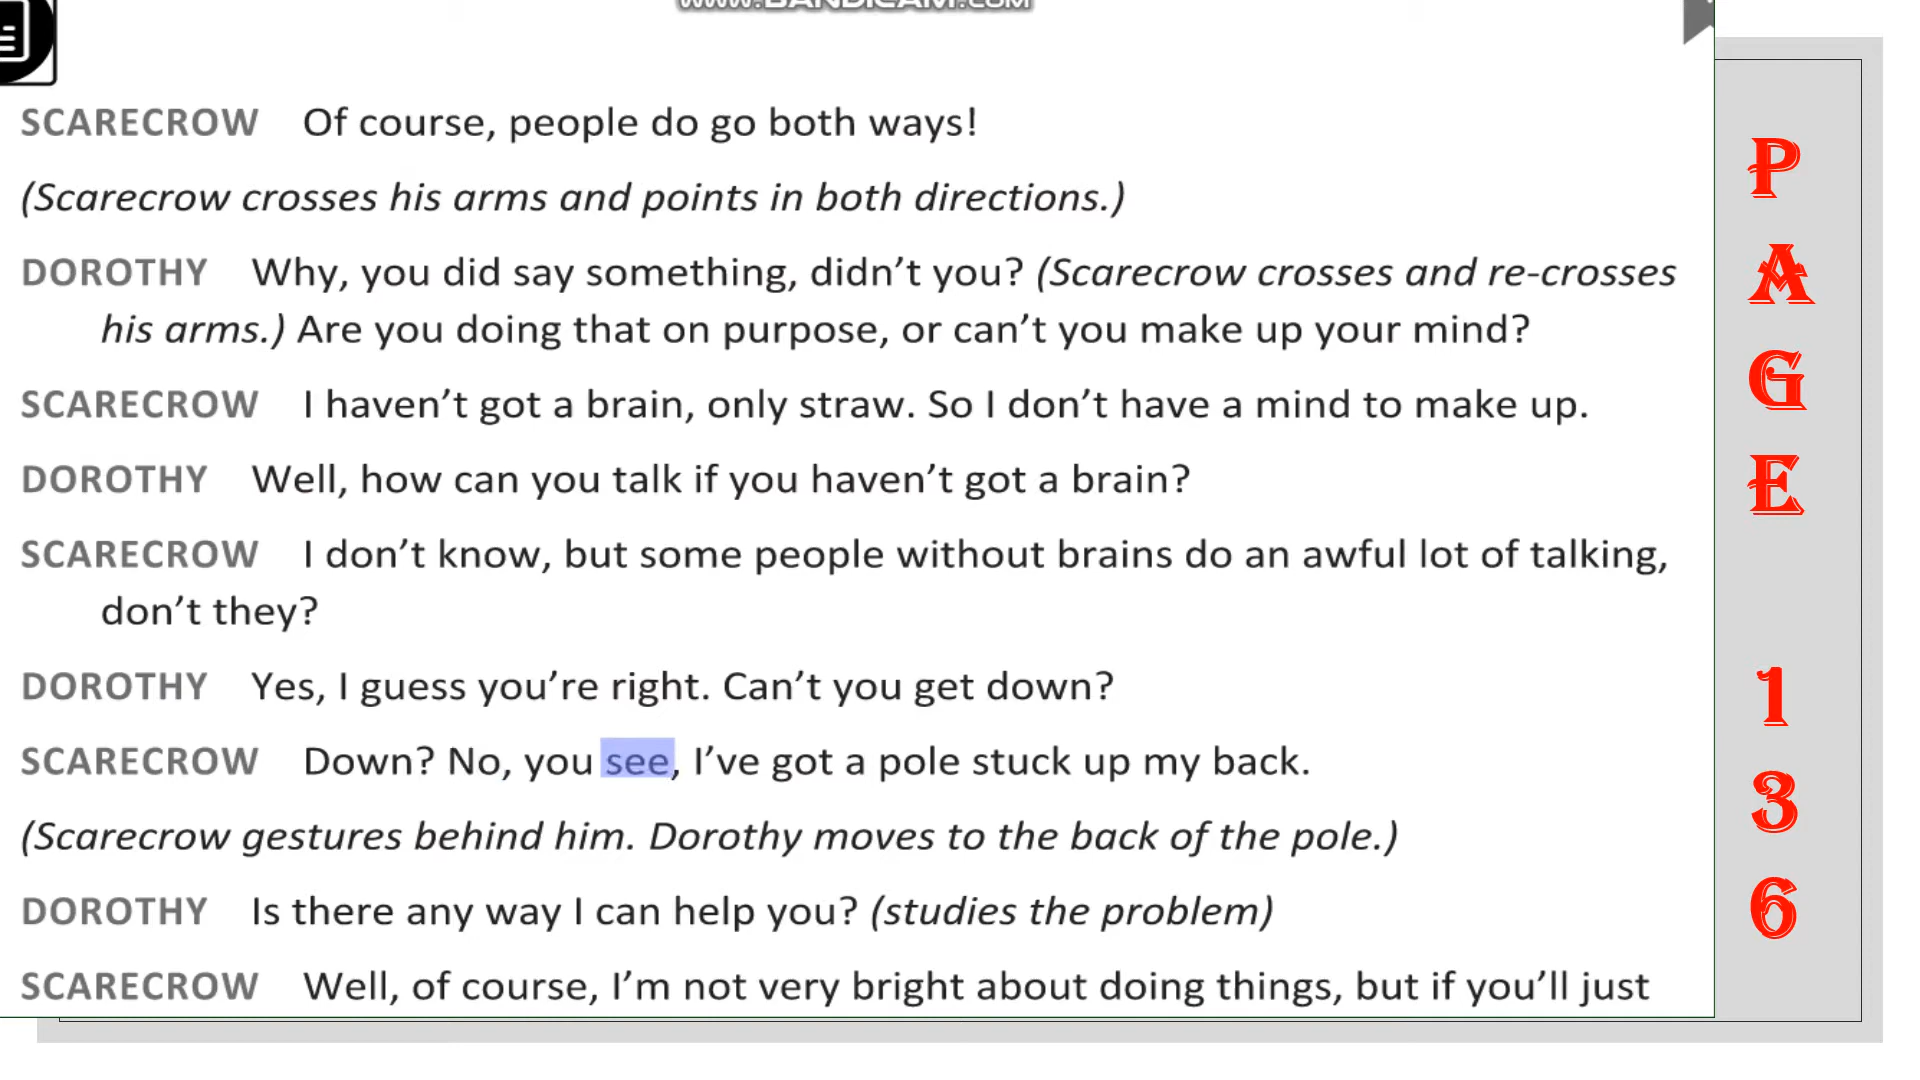 www.BANDICAM.com
SCARECROW Of course, people do go both ways!
(Scarecrow crosses his arms and points in both directions.)
DOROTHY Why, you did say something, didn’t you? (Scarecrow crosses and re-crosses
his arms.) Are you doing that on purpose, or can’t you make up your mind?
SCARECROW I haven’t got a brain, only straw. So I don’t have a mind to make up.
DOROTHY Well, how can you talk if you haven’t got a brain?
SCARECROW I don’t know, but some people without brains do an awful lot of talking,
don’t they?
DOROTHY Yes, I guess you’re right. Can’t you get down?
SCARECROW Down? No, you see, I’ve got a pole stuck up my back.
(Scarecrow gestures behind him. Dorothy moves to the back of the pole.)
DOROTHY Is there any way I can help you? (studies the problem)
SCARECROW Well, of course, I’m not very bright about doing things, but if you’ll just
P
A
G
E
1
3
6